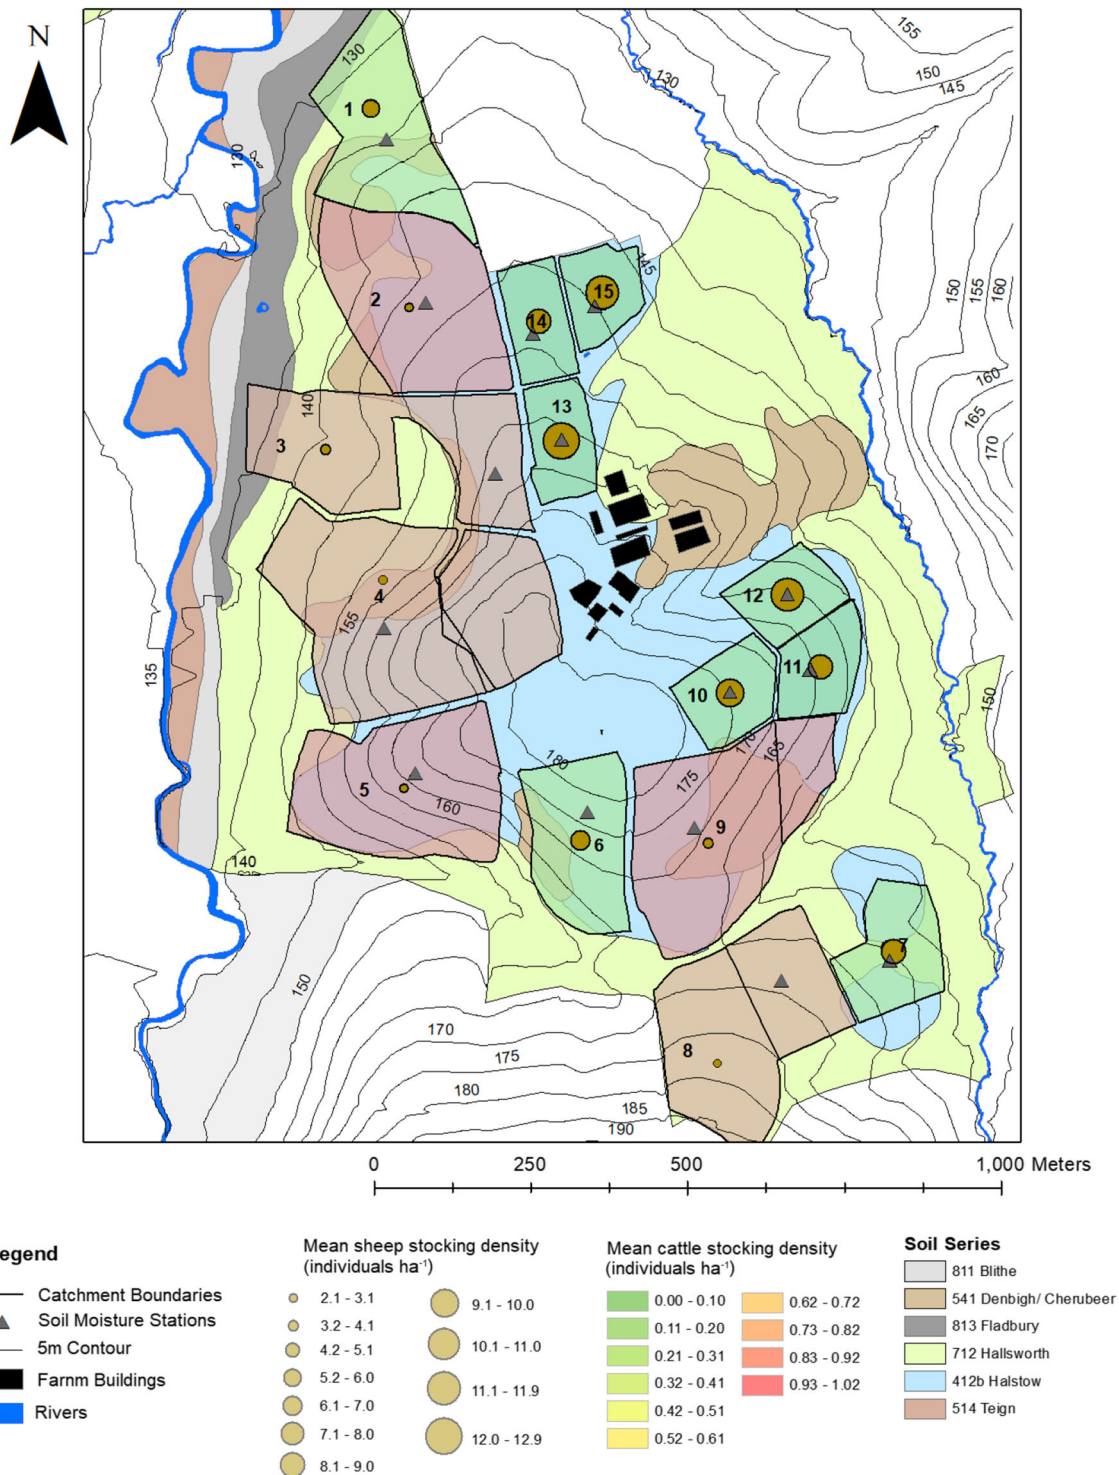 N
155
130
150
130
145
1
130
145
150
155
160
15
2
14
160
140
13
165
170
3
12
4
155
11
135
10
150
175
165
180
175
5
160
9
6
140
7
150
170
8
175
180
185
190
0 250 500 1,000 Meters
egend
Catchment Boundaries
Soil Moisture Stations
5m Contour
Farnm Buildings
Rivers
Mean sheep stocking density
(individuals ha⁻¹)
2.1 - 3.1
3.2 - 4.1
4.2 - 5.1
5.2 - 6.0
6.1 - 7.0
7.1 - 8.0
8.1 - 9.0
9.1 - 10.0
10.1 - 11.0
11.1 - 11.9
12.0 - 12.9
Mean cattle stocking density
(individuals ha⁻¹)
0.00 - 0.10
0.11 - 0.20
0.21 - 0.31
0.32 - 0.41
0.42 - 0.51
0.52 - 0.61
0.62 - 0.72
0.73 - 0.82
0.83 - 0.92
0.93 - 1.02
Soil Series
811 Blithe
541 Denbigh/ Cherubeer
813 Fladbury
712 Hallsworth
412b Halstow
514 Teign